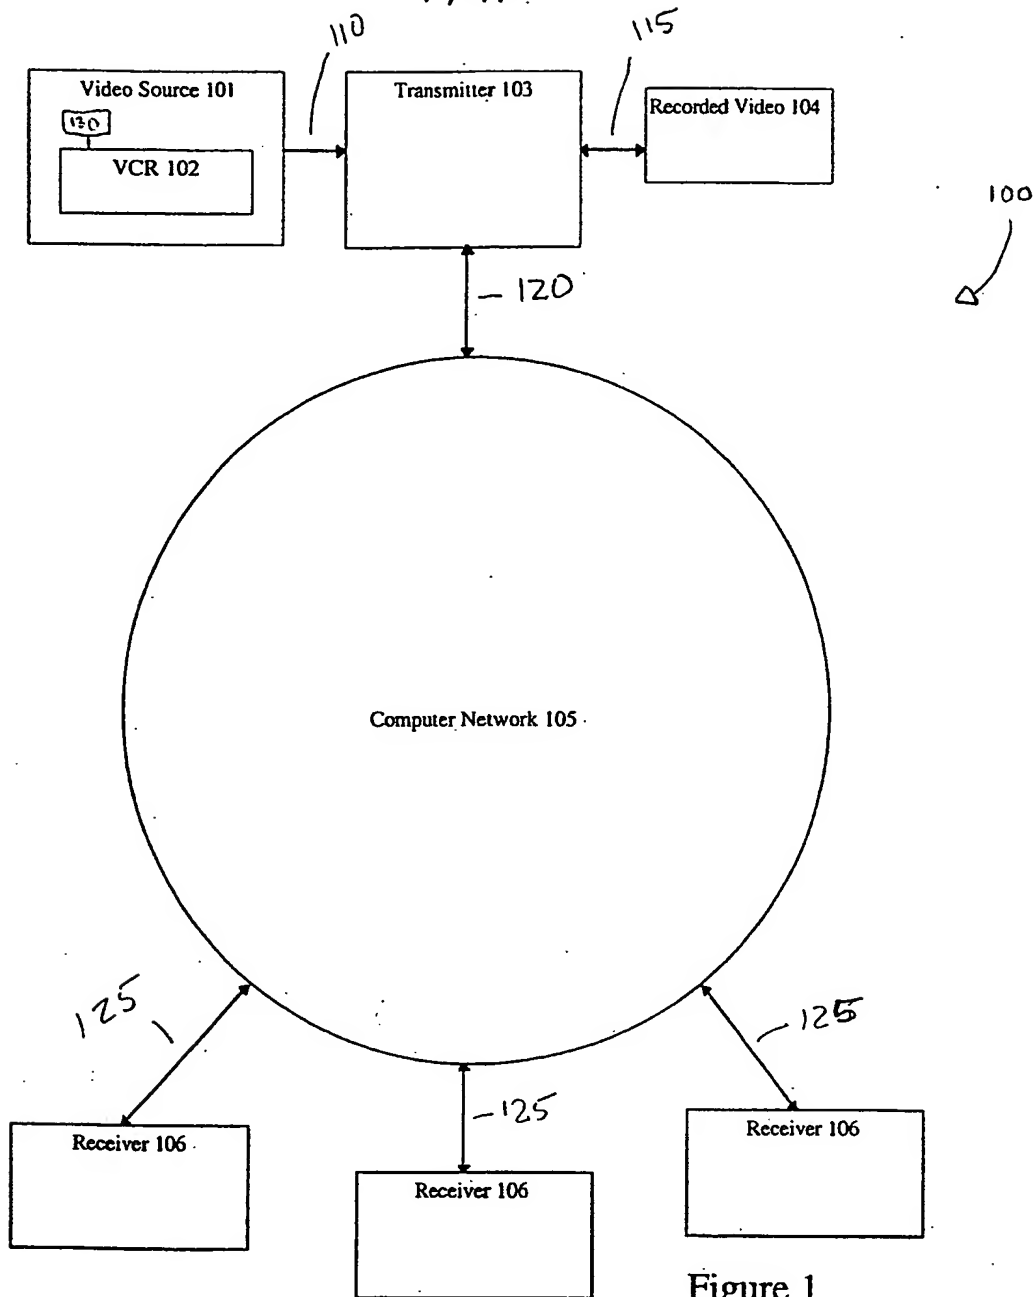 110
115
Video Source 101
130
VCR 102
Transmitter 103
Recorded Video 104
100
120
Computer Network 105
125
125
125
Receiver 106
Receiver 106
Receiver 106
Figure 1